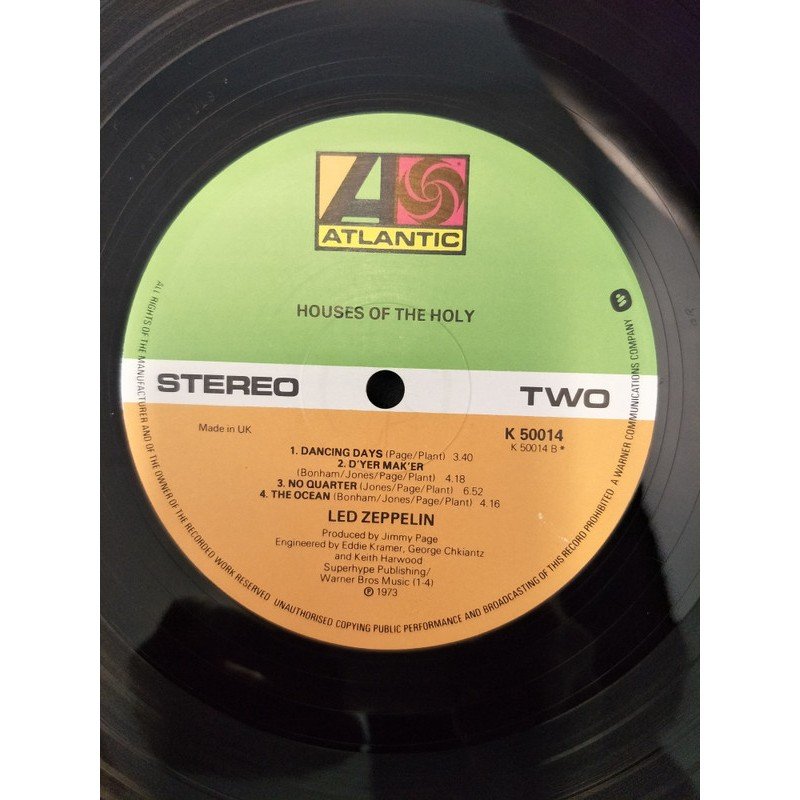 ATLANTIC
HOUSES OF THE HOLY
STEREO
TWO
Made in UK
K 50014
K 50014 B*
1. DANCING DAYS (Page/Plant) 3.40
2. D'YER MAK'ER
(Bonham/Jones/Page/Plant) 4.18
3. NO QUARTER (Jones/Page/Plant) 6.52
4. THE OCEAN (Bonham/Jones/Page/Plant) 4.16
LED ZEPPELIN
Produced by Jimmy Page
Engineered by Eddie Kramer, George Chkiantz
and Keith Harwood
Superhype Publishing/
Warner Bros Music (1-4)
℗ 1973
ALL RIGHTS OF THE MANUFACTURER AND OF THE OWNER OF THE RECORDED WORK RESERVED UNAUTHORISED COPYING PUBLIC PERFORMANCE AND BROADCASTING OF THIS RECORD PROHIBITED A WARNER COMMUNICATIONS COMPANY